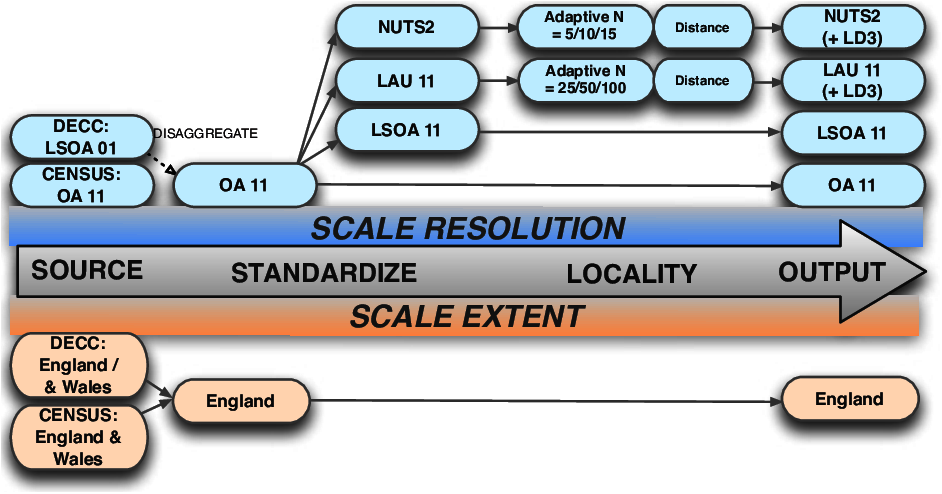 NUTS2
Adaptive N
= 5/10/15
Distance
NUTS2
(+ LD3)
LAU 11
Adaptive N
= 25/50/100
Distance
LAU 11
(+ LD3)
DECC:
LSOA 01
DISAGGREGATE
LSOA 11
LSOA 11
CENSUS:
OA 11
OA 11
OA 11
SCALE RESOLUTION
SOURCE
STANDARDIZE
LOCALITY
OUTPUT
SCALE EXTENT
DECC:
England /
& Wales
CENSUS:
England &
Wales
England
England